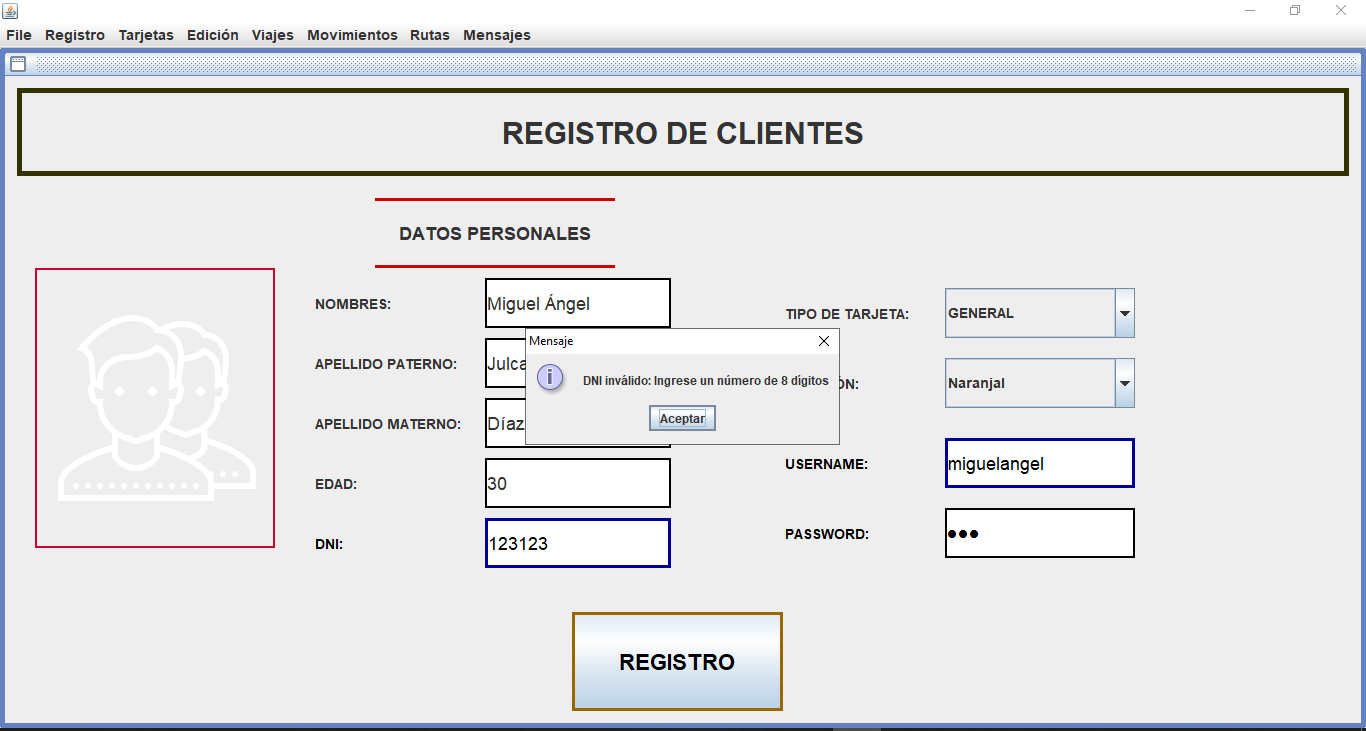 File Registro Tarjetas Edición Viajes Movimientos Rutas Mensajes
REGISTRO DE CLIENTES
DATOS PERSONALES
NOMBRES: Miguel Ángel
APELLIDO PATERNO: Julca
APELLIDO MATERNO: Díaz
EDAD: 30
DNI: 123123
TIPO DE TARJETA: GENERAL
ÓN: Naranjal
USERNAME: miguelangel
PASSWORD: ●●●
Mensaje
DNI inválido: Ingrese un número de 8 dígitos
Aceptar
REGISTRO